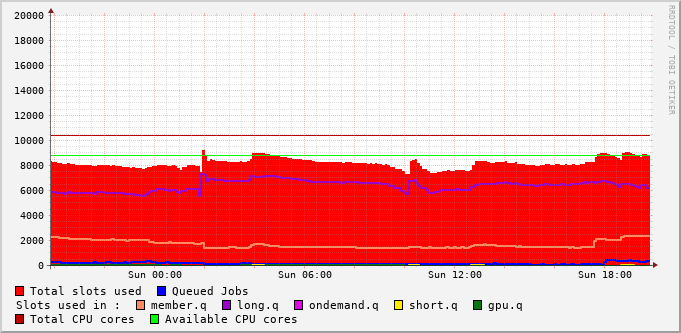 20000
18000
16000
14000
12000
10000
8000
6000
4000
2000
0
Sun 00:00 Sun 06:00 Sun 12:00 Sun 18:00
RRDTOOL / TOBI OETIKER
Total slots used Queued Jobs
Slots used in : member.q long.q ondemand.q short.q gpu.q
Total CPU cores Available CPU cores